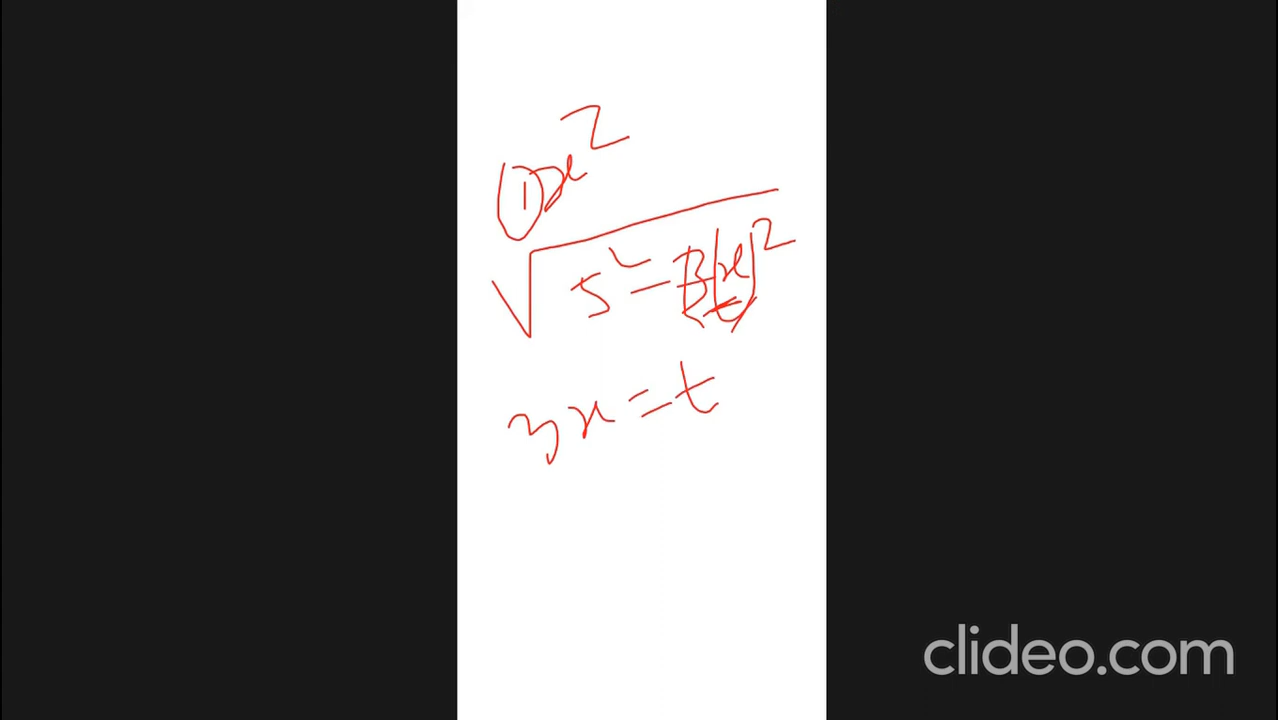 ①x²
√5² - (3x)²
3x = t
clideo.com